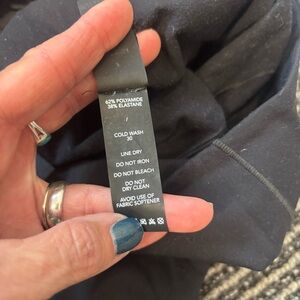 62% POLYAMIDE
38% ELASTANE
/
COLD WASH
30
LINE DRY
DO NOT IRON
DO NOT BLEACH
DO NOT
DRY CLEAN
AVOID USE OF
FABRIC SOFTENER